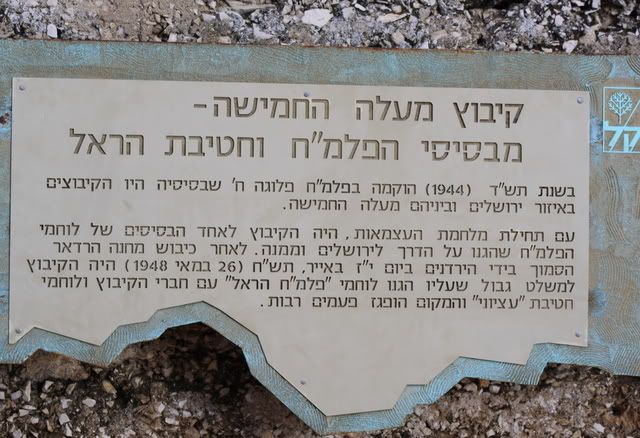 קיבוץ מעלה החמישה-
מבסיסי הפלמ"ח וחטיבת הראל
בשנת תש"ד (1944) הוקמה בפלמ"ח פלוגה ח' שבסיסיה היו הקיבוצים
באיזור ירושלים וביניהם מעלה החמישה.
עם תחילת מלחמת העצמאות, היה הקיבוץ לאחד הבסיסים של לוחמי
הפלמ"ח שהגנו על הדרך לירושלים וממנה. לאחר כיבוש מחנה הרדאר
הסמוך בידי הירדנים ביום י"ז באייר, תש"ח (26 במאי 1948) היה הקיבוץ
למשלט גבול שעליו הגנו לוחמי "פלמ"ח הראל" עם חברי הקיבוץ ולוחמי
חטיבת "עציוני" והמקום הופגז פעמים רבות.
קקל